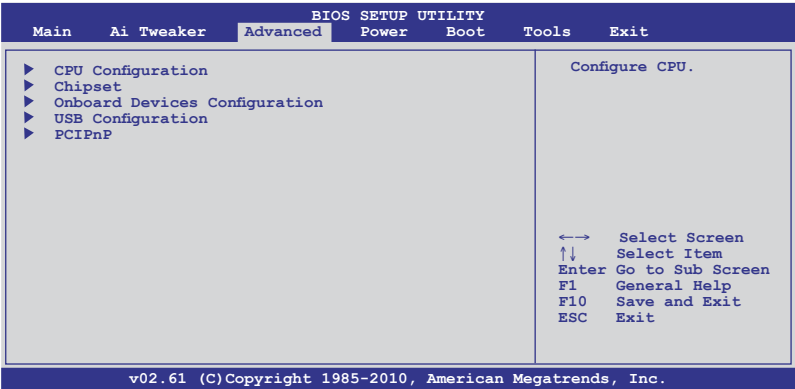 BIOS SETUP UTILITY
Main Ai Tweaker Advanced Power Boot Tools Exit
CPU Configuration
Chipset
Onboard Devices Configuration
USB Configuration
PCIPnP
Configure CPU.
←→ Select Screen
↑↓ Select Item
Enter Go to Sub Screen
F1 General Help
F10 Save and Exit
ESC Exit
v02.61 (C)Copyright 1985-2010, American Megatrends, Inc.